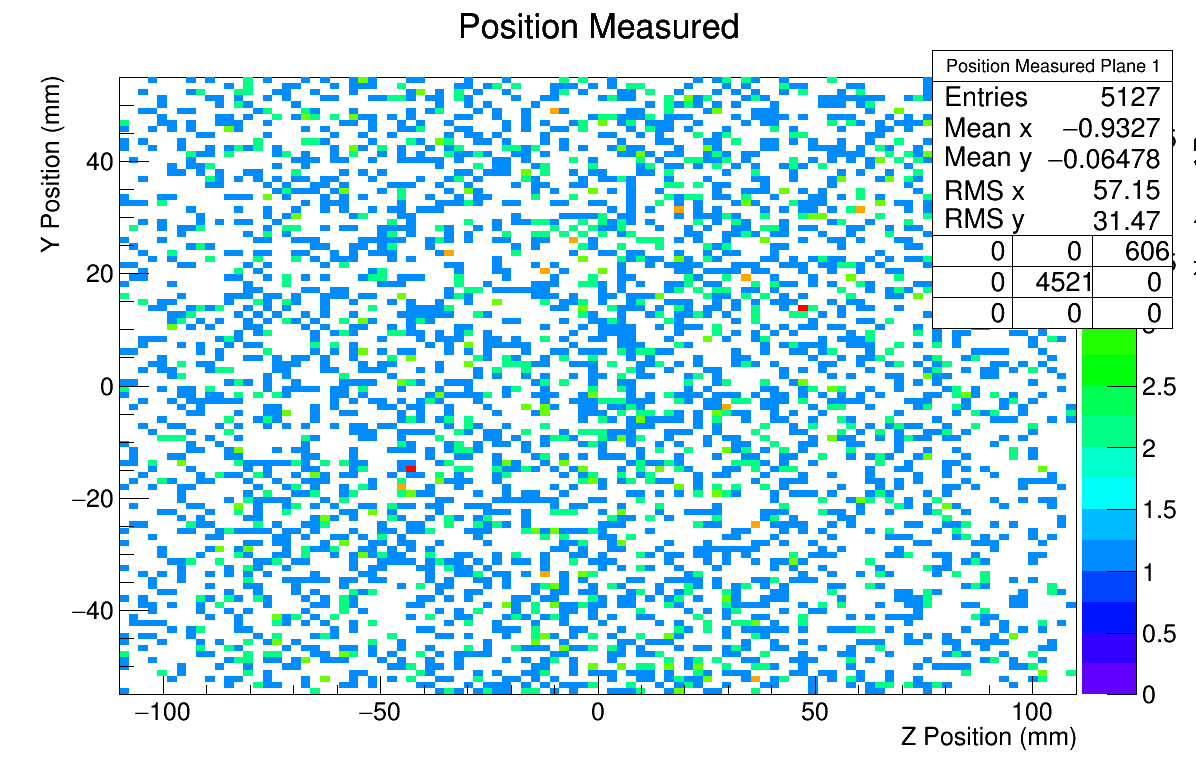 Position Measured
Y Position (mm)
Position Measured Plane 1
Entries 5127
Mean x −0.9327
Mean y −0.06478
RMS x 57.15
RMS y 31.47
0 0 606
0 4521 0
0 0 0
40
20
0
−20
−40
2.5
2
1.5
1
0.5
0
−100 −50 0 50 100
Z Position (mm)